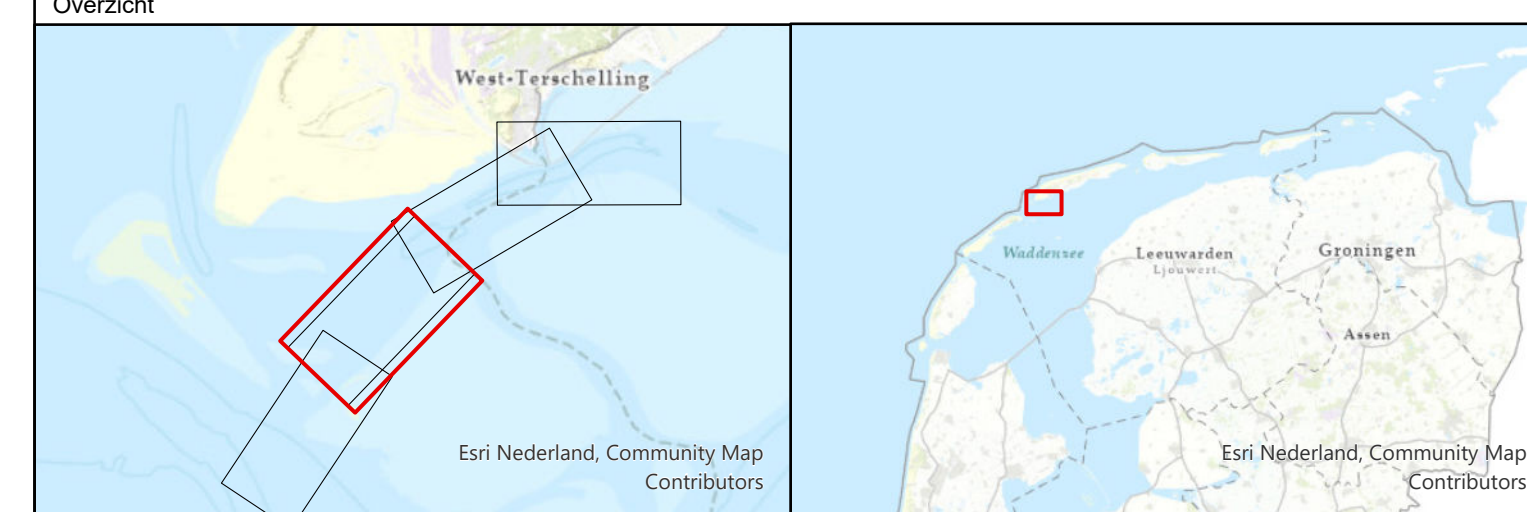 Overzicht
West-Terschelling
Esri Nederland, Community Map
Contributors
Waddenzee
Leeuwarden
Ljouwert
Groningen
Assen
Esri Nederland, Community Map
Contributors